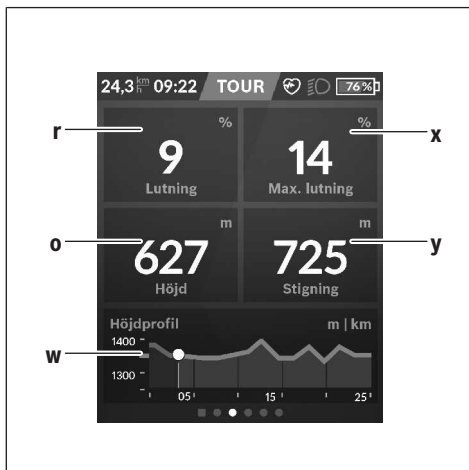 24,3 km/h 09:22 TOUR 76 %
r % % x
9 14
Lutning Max. lutning
o m m y
627 725
Höjd Stigning
Höjdprofil m | km
w 1400
1300
05 15 25